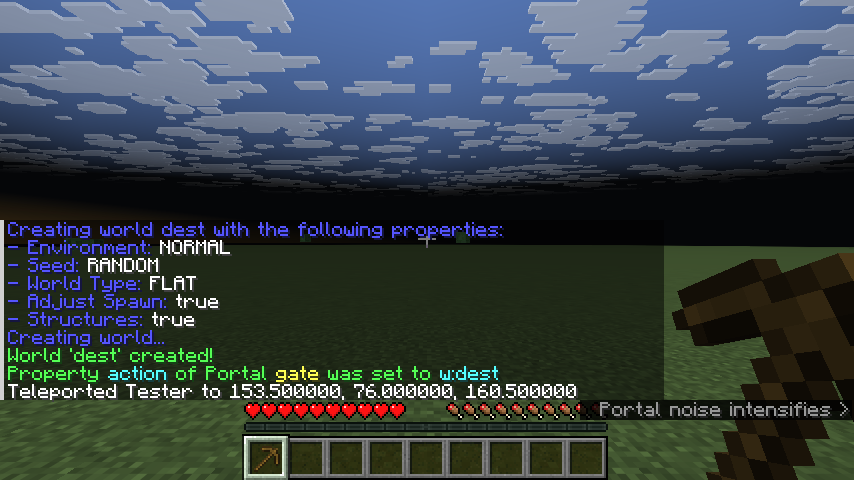 Creating world dest with the following properties:
- Environment: NORMAL
- Seed: RANDOM
- World Type: FLAT
- Adjust Spawn: true
- Structures: true
Creating world...
World 'dest' created!
Property action of Portal gate was set to w:dest
Teleported Tester to 153.500000, 76.000000, 160.500000
Portal noise intensifies >